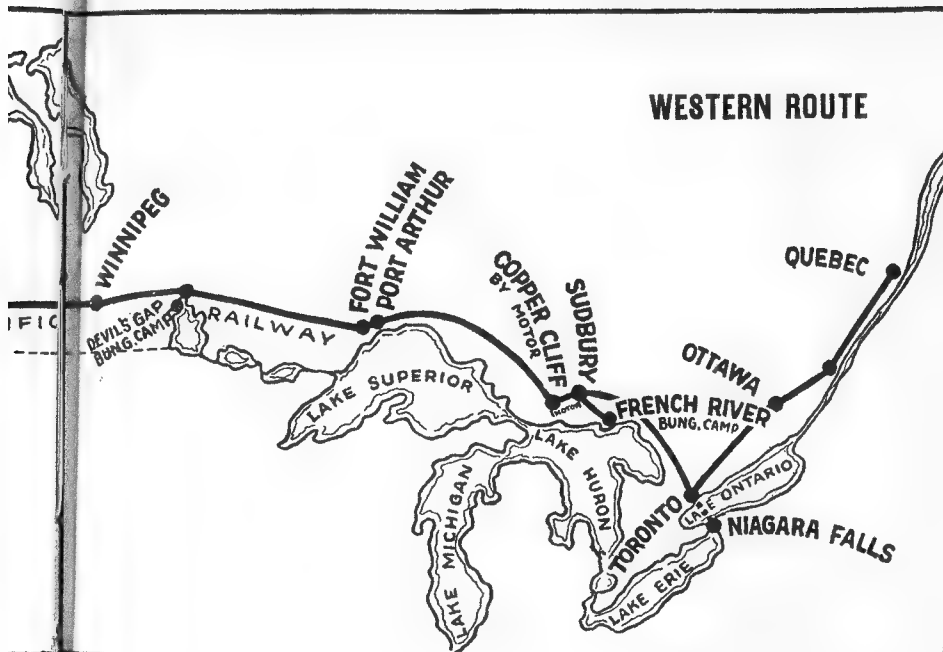 WESTERN ROUTE
WINNIPEG
FORT WILLIAM
PORT ARTHUR
COPPER CLIFF
BY MOTOR
SUDBURY
QUEBEC
OTTAWA
IFIC
RAILWAY
DEVIL'S GAP
BUNG. CAMP
LAKE SUPERIOR
MOTOR
FRENCH RIVER
BUNG. CAMP
LAKE HURON
LAKE MICHIGAN
TORONTO
LAKE ONTARIO
NIAGARA FALLS
LAKE ERIE